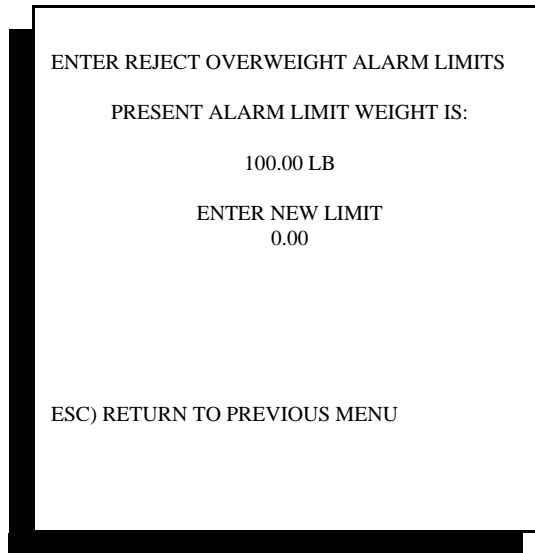 ENTER REJECT OVERWEIGHT ALARM LIMITS
PRESENT ALARM LIMIT WEIGHT IS:
100.00 LB
ENTER NEW LIMIT
0.00
ESC) RETURN TO PREVIOUS MENU